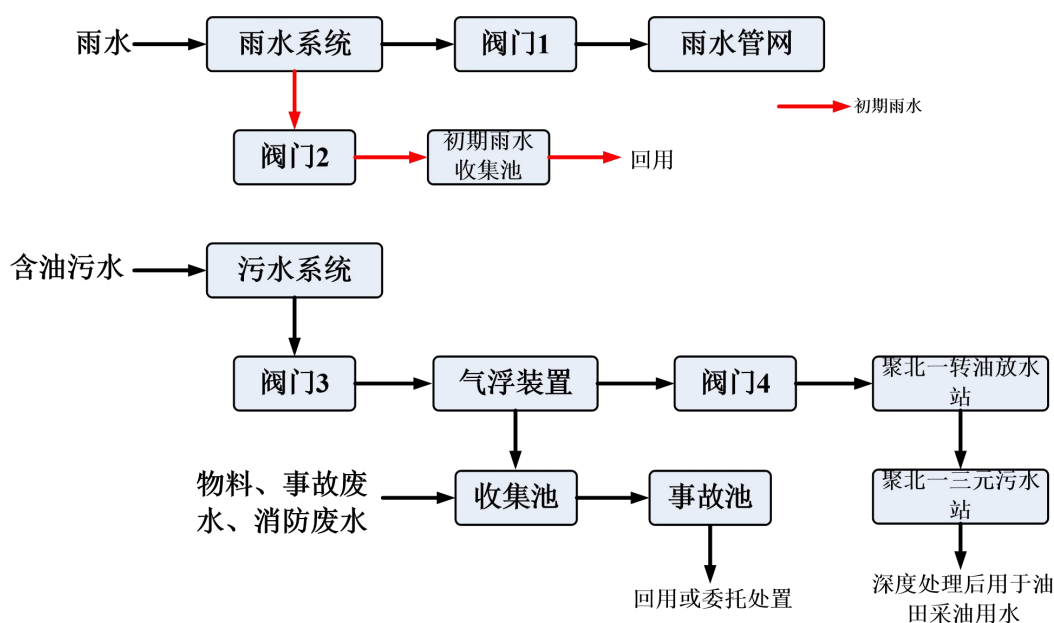 雨水
雨水系统
阀门1
雨水管网
初期雨水
阀门2
初期雨水
收集池
回用
含油污水
污水系统
阀门3
气浮装置
阀门4
聚北一转油放水
站
物料、事故废
水、消防废水
收集池
事故池
聚北一三元污水
站
回用或委托处置
深度处理后用于油
田采油用水